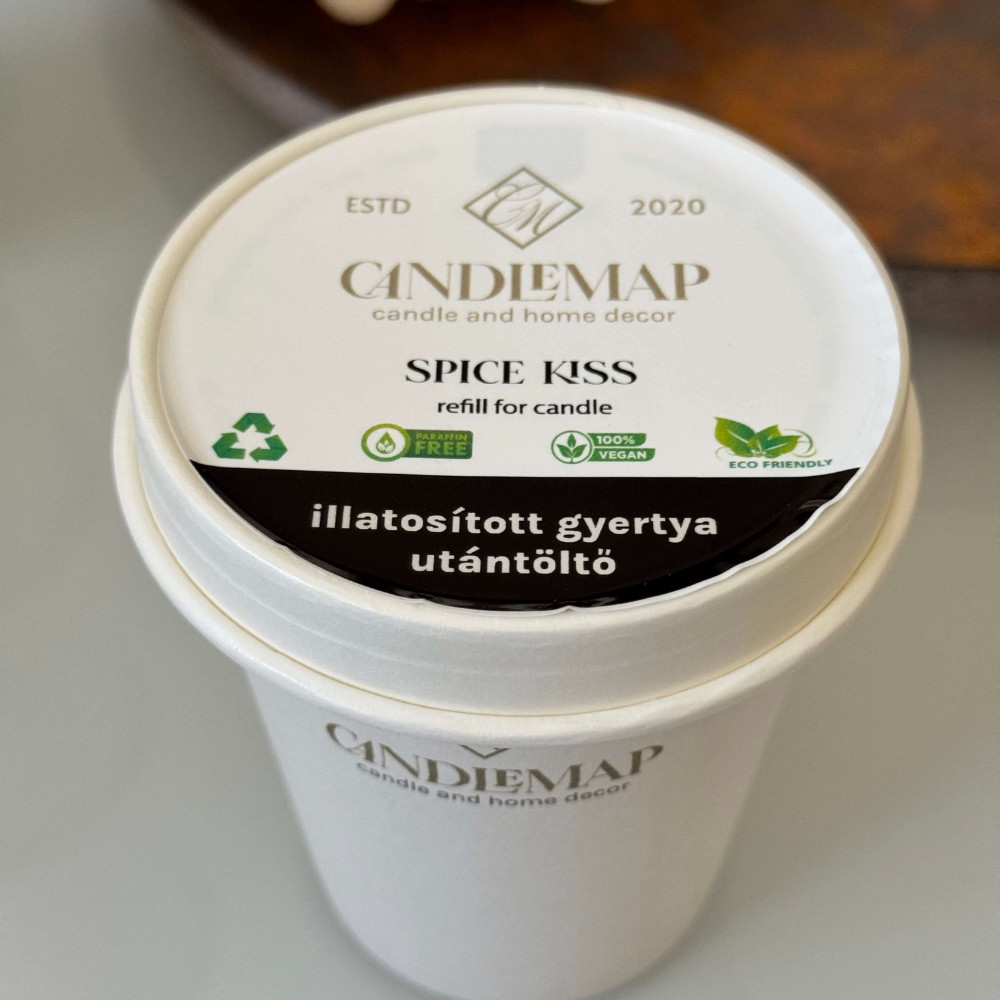 ESTD CM 2020
CANDLEMAP
candle and home decor
SPICE KISS
refill for candle
PARAFFIN
FREE
100%
VEGAN
ECO FRIENDLY
illatosított gyertya
utántöltő
CANDLEMAP
candle and home decor